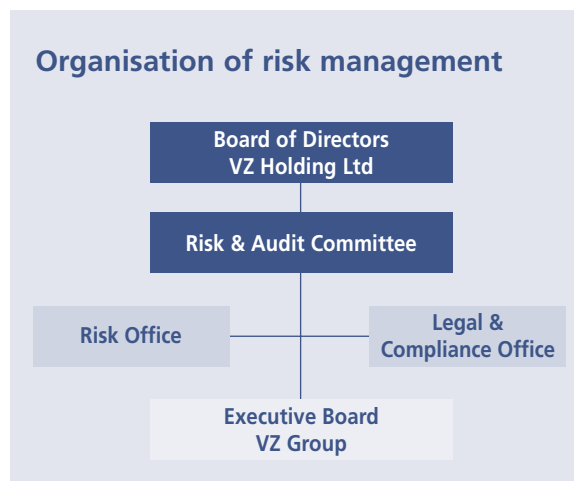 Organisation of risk management
Board of Directors
VZ Holding Ltd
Risk & Audit Committee
Risk Office
Legal &
Compliance Office
Executive Board
VZ Group